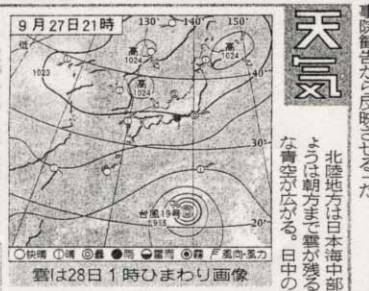 天気
北陸地方は日本海中部
ようは朝方まで雲が残る
な青空が広がる。日中の
9月27日21時
130° 140° 150°
低
高
1024
高
1024
1023
高
1024
40°
30°
台風19号
20°
○快晴 ①晴 ◎曇 ●雨 雷雨 霧 風向・風力
雲は28日1時ひまわり画像